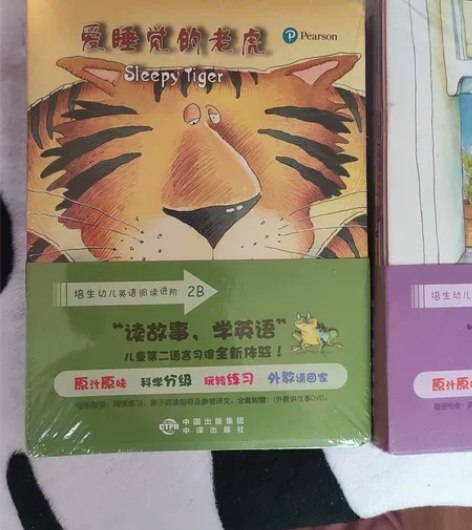 爱睡觉的老虎
Pearson
Sleepy Tiger
培生幼儿英语阅读进阶 2B
“读故事，学英语”
儿童第二语言习得全新体验！
原汁原味 科学分级 玩转练习 外教请回家
中国出版集团
中译出版社
CTPH
培生幼儿
原汁原